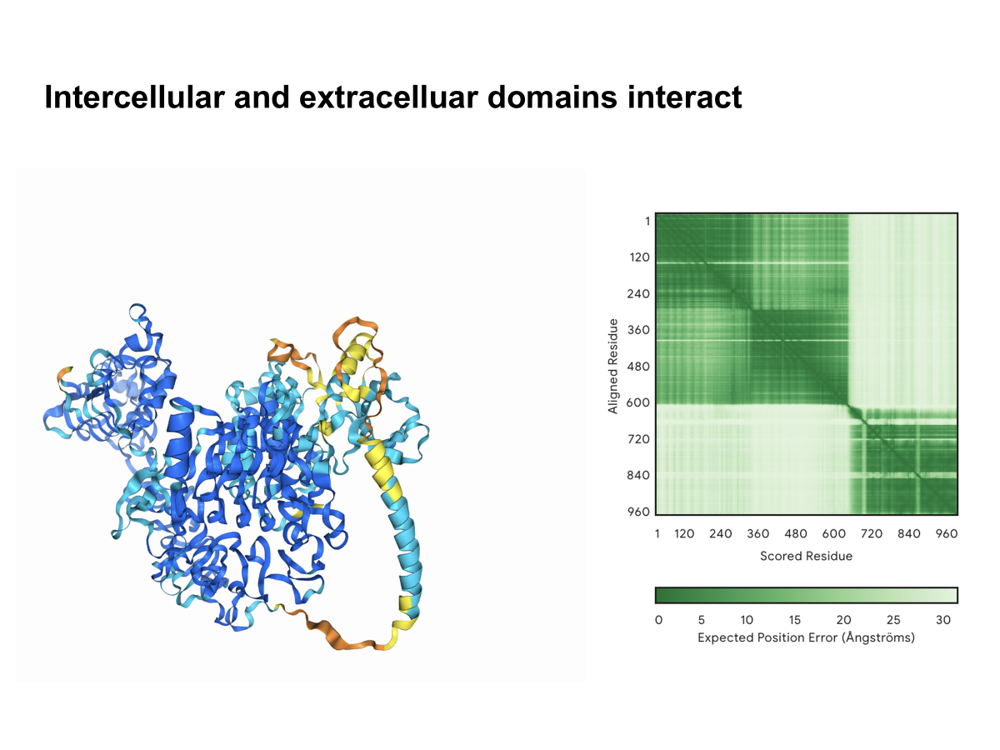 Intercellular and extracelluar domains interact
1
120
240
360
480
600
720
840
960
Aligned Residue
1 120 240 360 480 600 720 840 960
Scored Residue
0 5 10 15 20 25 30
Expected Position Error (Ångströms)